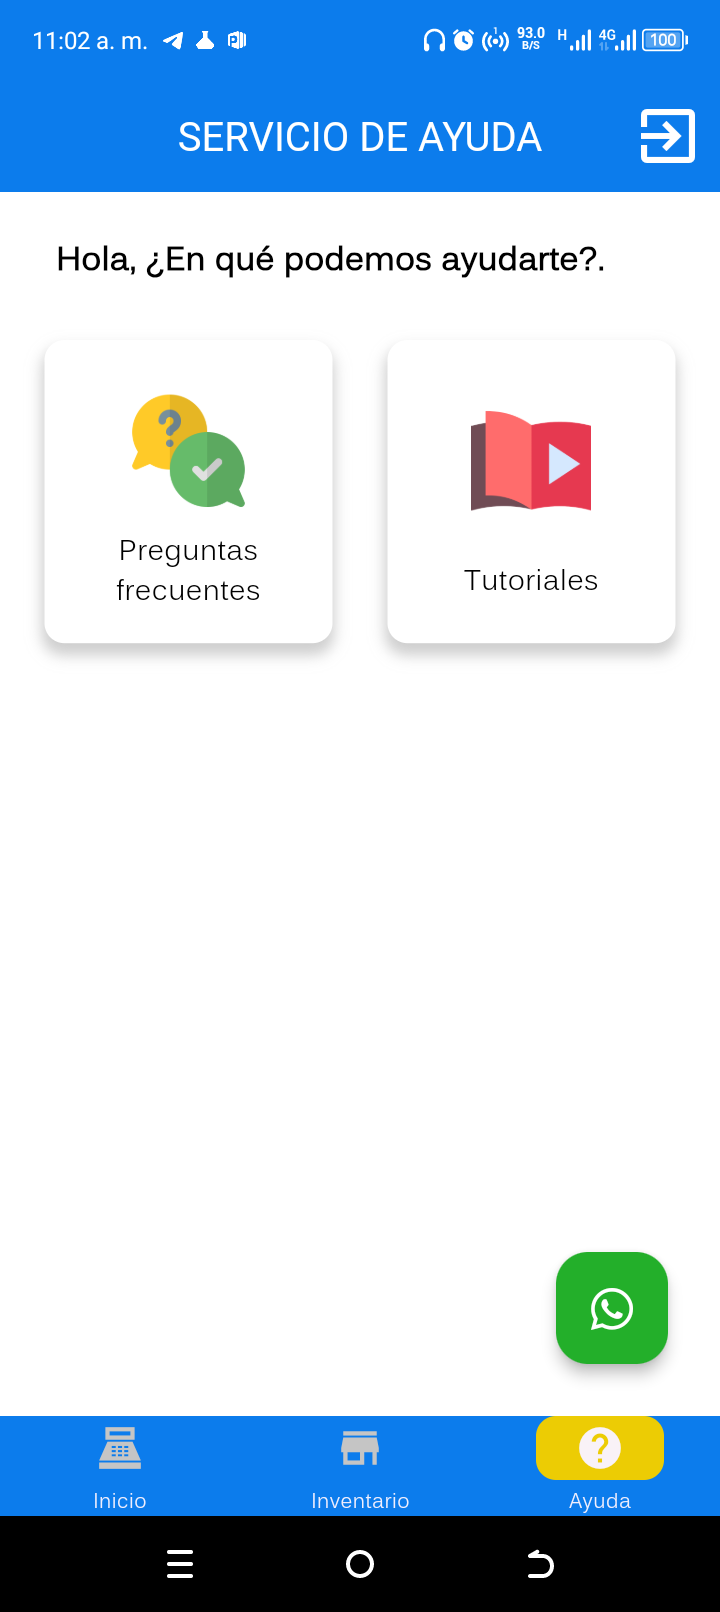 11:02 a. m.
1
93.0
B/S
H
4G
100
SERVICIO DE AYUDA
Hola, ¿En qué podemos ayudarte?.
Preguntas
frecuentes
Tutoriales
Inicio
Inventario
Ayuda